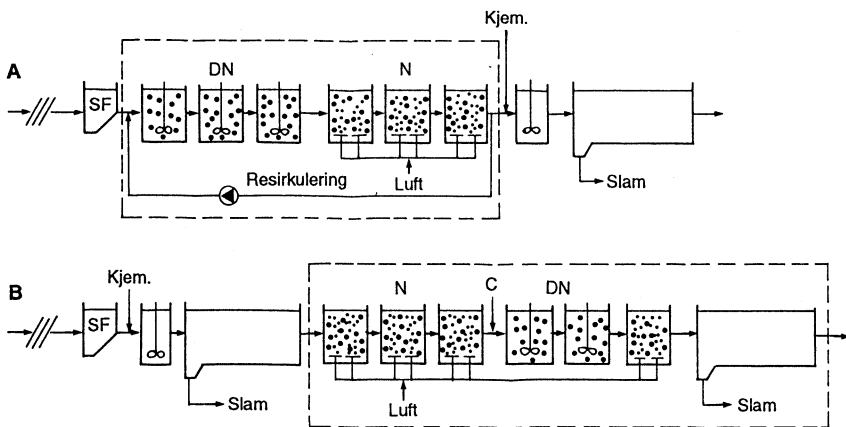 Kjem.
A
DN
N
SF
Resirkulering
Luft
Slam
Kjem.
B
N
C
DN
SF
Slam
Luft
Slam